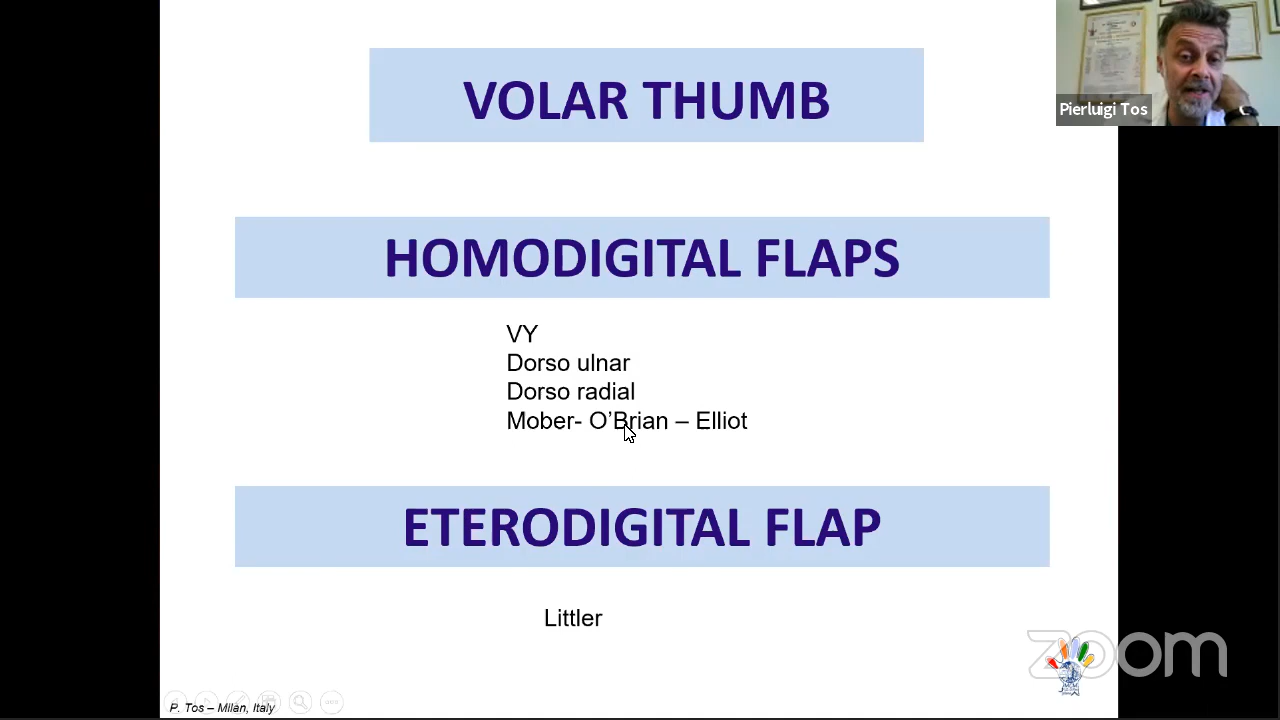 VOLAR THUMB
Pierluigi Tos
HOMODIGITAL FLAPS
VY
Dorso ulnar
Dorso radial
Mober- O’Brian – Elliot
ETERODIGITAL FLAP
Littler
zoom
P. Tos – Milan, Italy